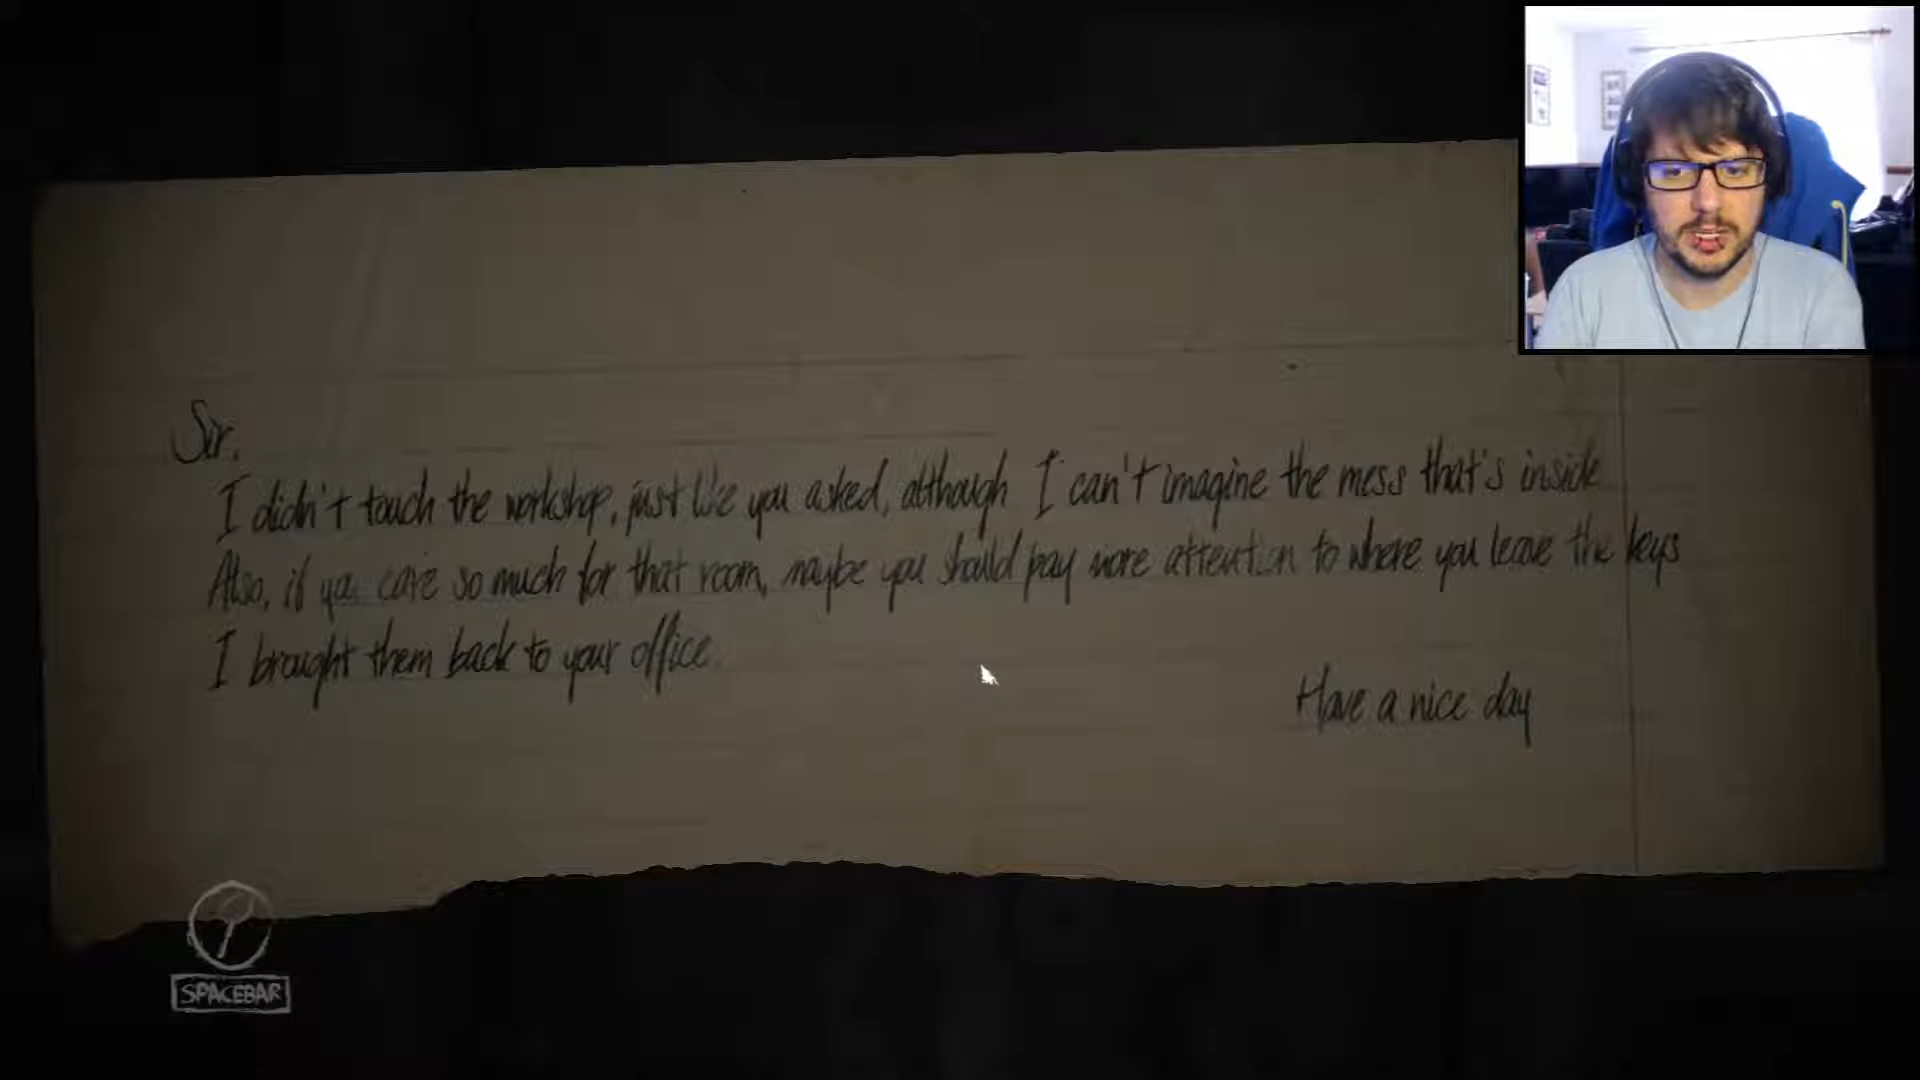 Sir,
I didn't touch the workshop, just like you asked, although I can't imagine the mess that's inside
Also, if you care so much for that room, maybe you should pay more attention to where you leave the keys
I brought them back to your office.
Have a nice day
SPACEBAR